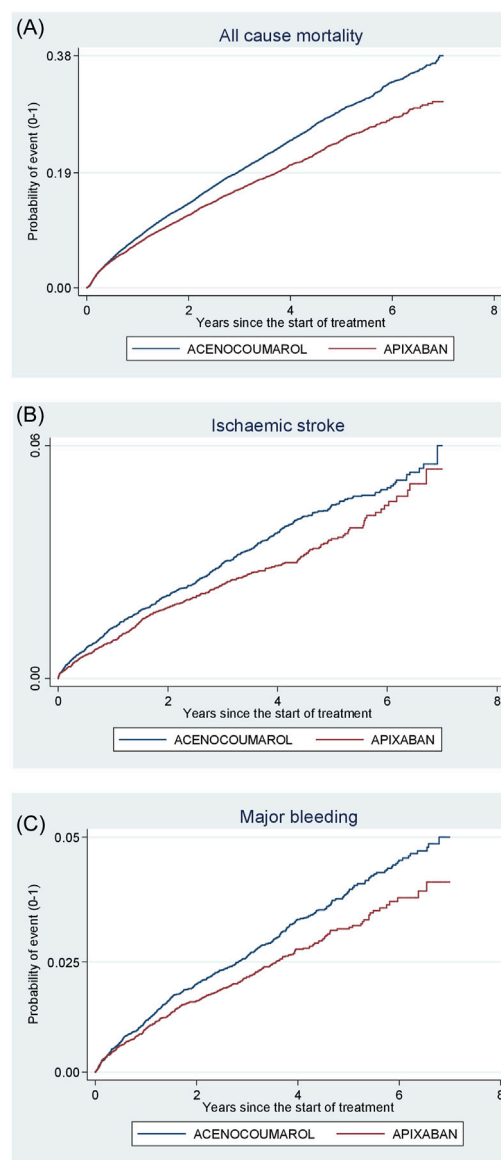 (A)
All cause mortality
Probability of event (0-1)
0.38
0.19
0.00
0 2 4 6 8
Years since the start of treatment
ACENOCOUMAROL APIXABAN
(B)
Ischaemic stroke
0.06
0.00
0 2 4 6 8
Years since the start of treatment
ACENOCOUMAROL APIXABAN
(C)
Major bleeding
Probability of event (0-1)
0.05
0.025
0.00
0 2 4 6 8
Years since the start of treatment
ACENOCOUMAROL APIXABAN